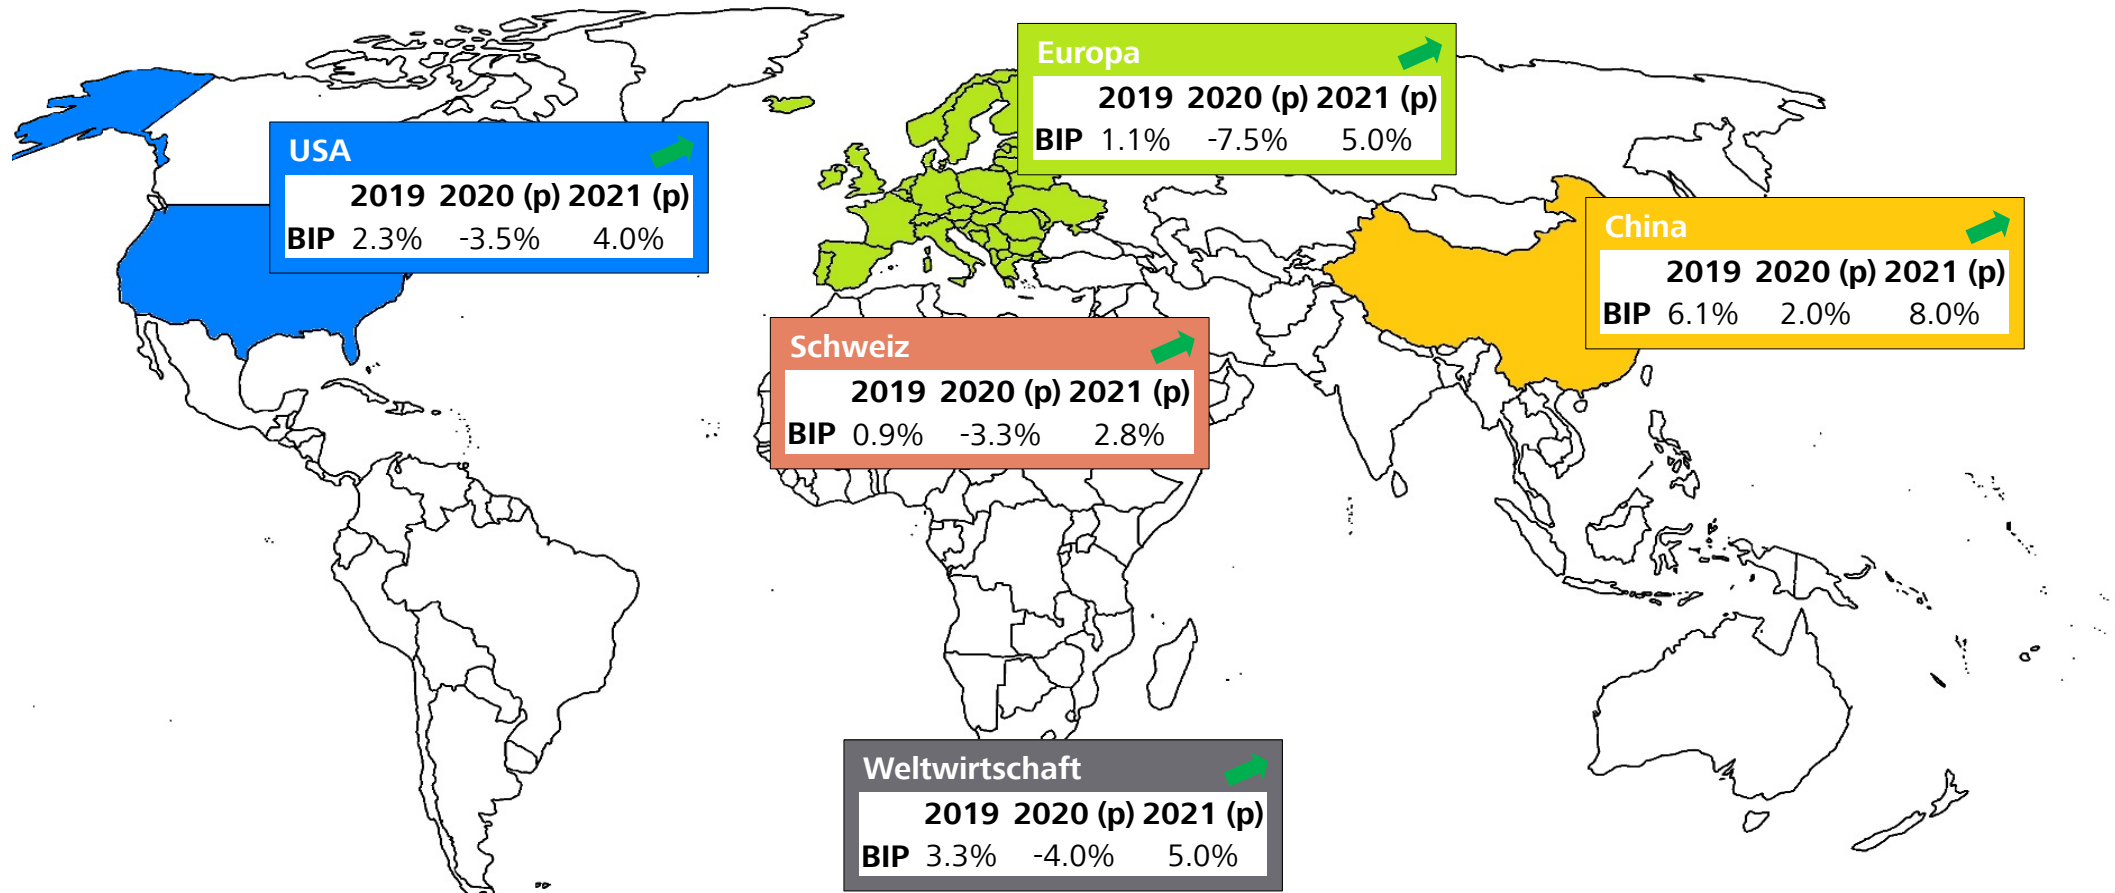 Europa
2019 2020 (p) 2021 (p)
BIP 1.1% -7.5% 5.0%
USA
2019 2020 (p) 2021 (p)
BIP 2.3% -3.5% 4.0%
China
2019 2020 (p) 2021 (p)
BIP 6.1% 2.0% 8.0%
Schweiz
2019 2020 (p) 2021 (p)
BIP 0.9% -3.3% 2.8%
Weltwirtschaft
2019 2020 (p) 2021 (p)
BIP 3.3% -4.0% 5.0%